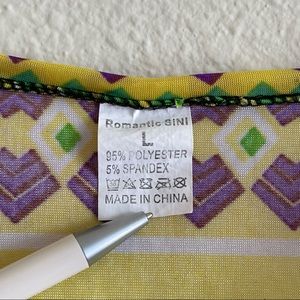 Romantic SINI
L
95% POLYESTER
5% SPANDEX
MADE IN CHINA